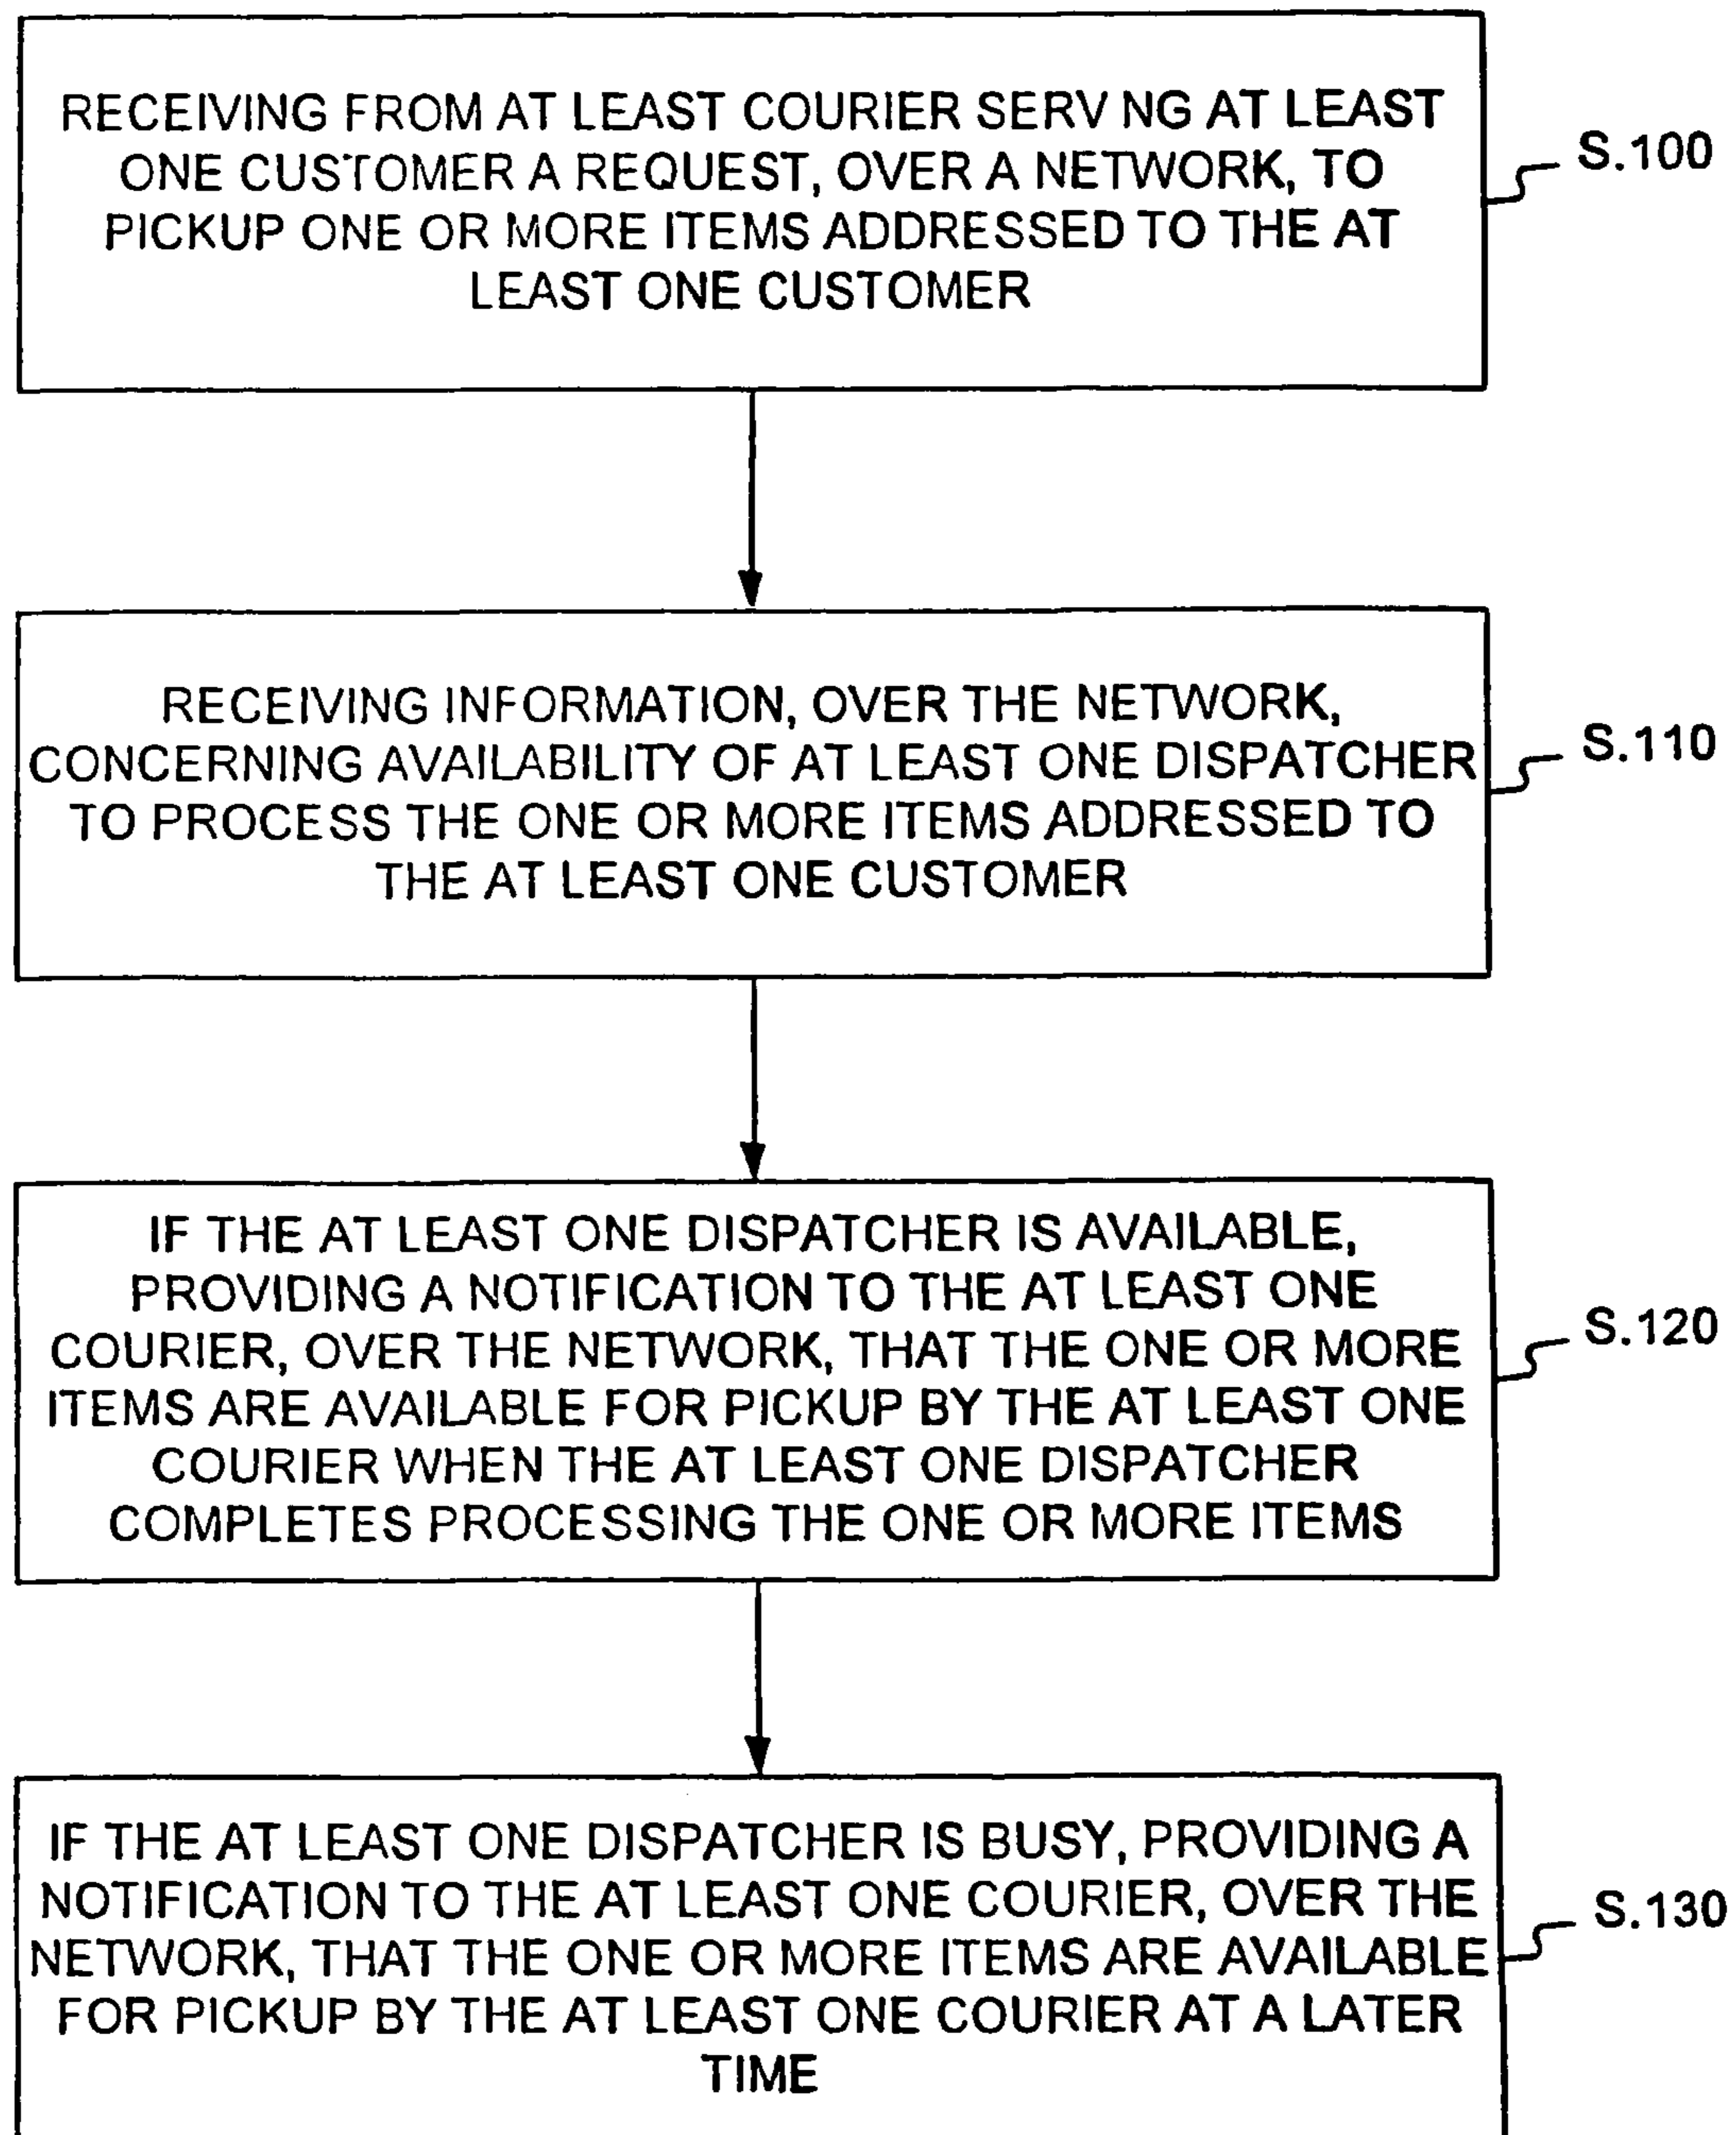 RECEIVING FROM AT LEAST COURIER SERV NG AT LEAST
ONE CUSTOMER A REQUEST, OVER A NETWORK, TO
PICKUP ONE OR MORE ITEMS ADDRESSED TO THE AT
LEAST ONE CUSTOMER
S.100
RECEIVING INFORMATION, OVER THE NETWORK,
CONCERNING AVAILABILITY OF AT LEAST ONE DISPATCHER
TO PROCESS THE ONE OR MORE ITEMS ADDRESSED TO
THE AT LEAST ONE CUSTOMER
S.110
IF THE AT LEAST ONE DISPATCHER IS AVAILABLE,
PROVIDING A NOTIFICATION TO THE AT LEAST ONE
COURIER, OVER THE NETWORK, THAT THE ONE OR MORE
ITEMS ARE AVAILABLE FOR PICKUP BY THE AT LEAST ONE
COURIER WHEN THE AT LEAST ONE DISPATCHER
COMPLETES PROCESSING THE ONE OR MORE ITEMS
S.120
IF THE AT LEAST ONE DISPATCHER IS BUSY, PROVIDING A
NOTIFICATION TO THE AT LEAST ONE COURIER, OVER THE
NETWORK, THAT THE ONE OR MORE ITEMS ARE AVAILABLE
FOR PICKUP BY THE AT LEAST ONE COURIER AT A LATER
TIME
S.130